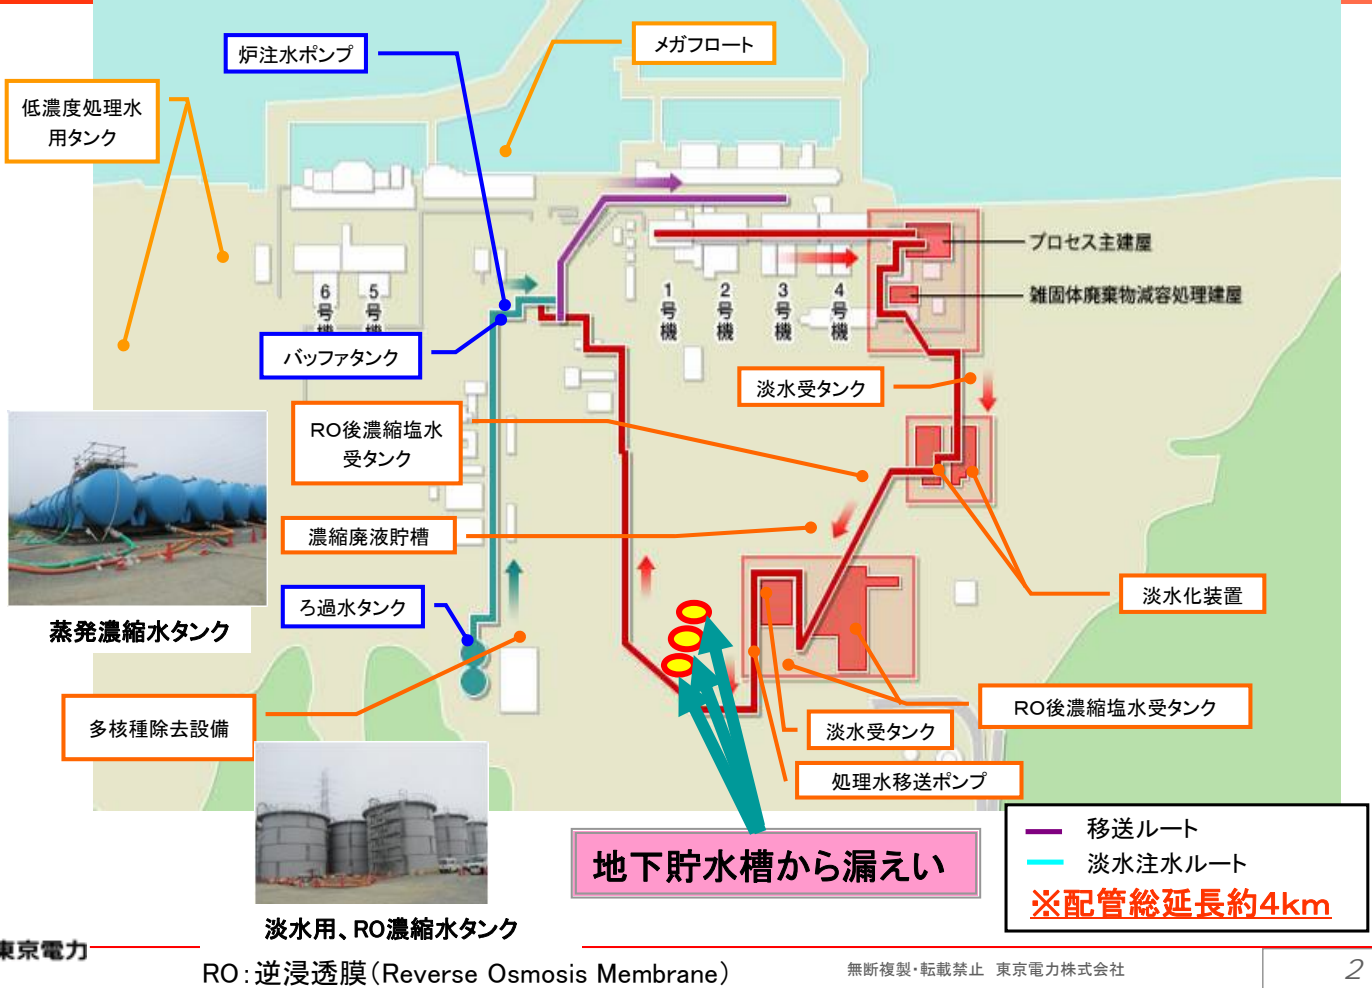 炉注水ポンプ
メガフロート
低濃度処理水
用タンク
プロセス主建屋
雑固体廃棄物減容処理建屋
6号機
5号機
1号機
2号機
3号機
4号機
バッファタンク
淡水受タンク
RO後濃縮塩水
受タンク
濃縮廃液貯槽
ろ過水タンク
淡水化装置
蒸発濃縮水タンク
多核種除去設備
RO後濃縮塩水受タンク
淡水受タンク
処理水移送ポンプ
地下貯水槽から漏えい
移送ルート
淡水注水ルート
※配管総延長約4km
淡水用、RO濃縮水タンク
東京電力
RO:逆浸透膜(Reverse Osmosis Membrane)
無断複製・転載禁止 東京電力株式会社
2